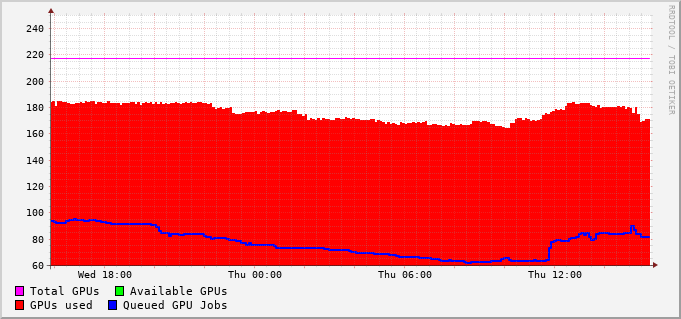 RRDTOOL / TOBI OETIKER
240
220
200
180
160
140
120
100
80
60
Wed 18:00 Thu 00:00 Thu 06:00 Thu 12:00
Total GPUs Available GPUs
GPUs used Queued GPU Jobs